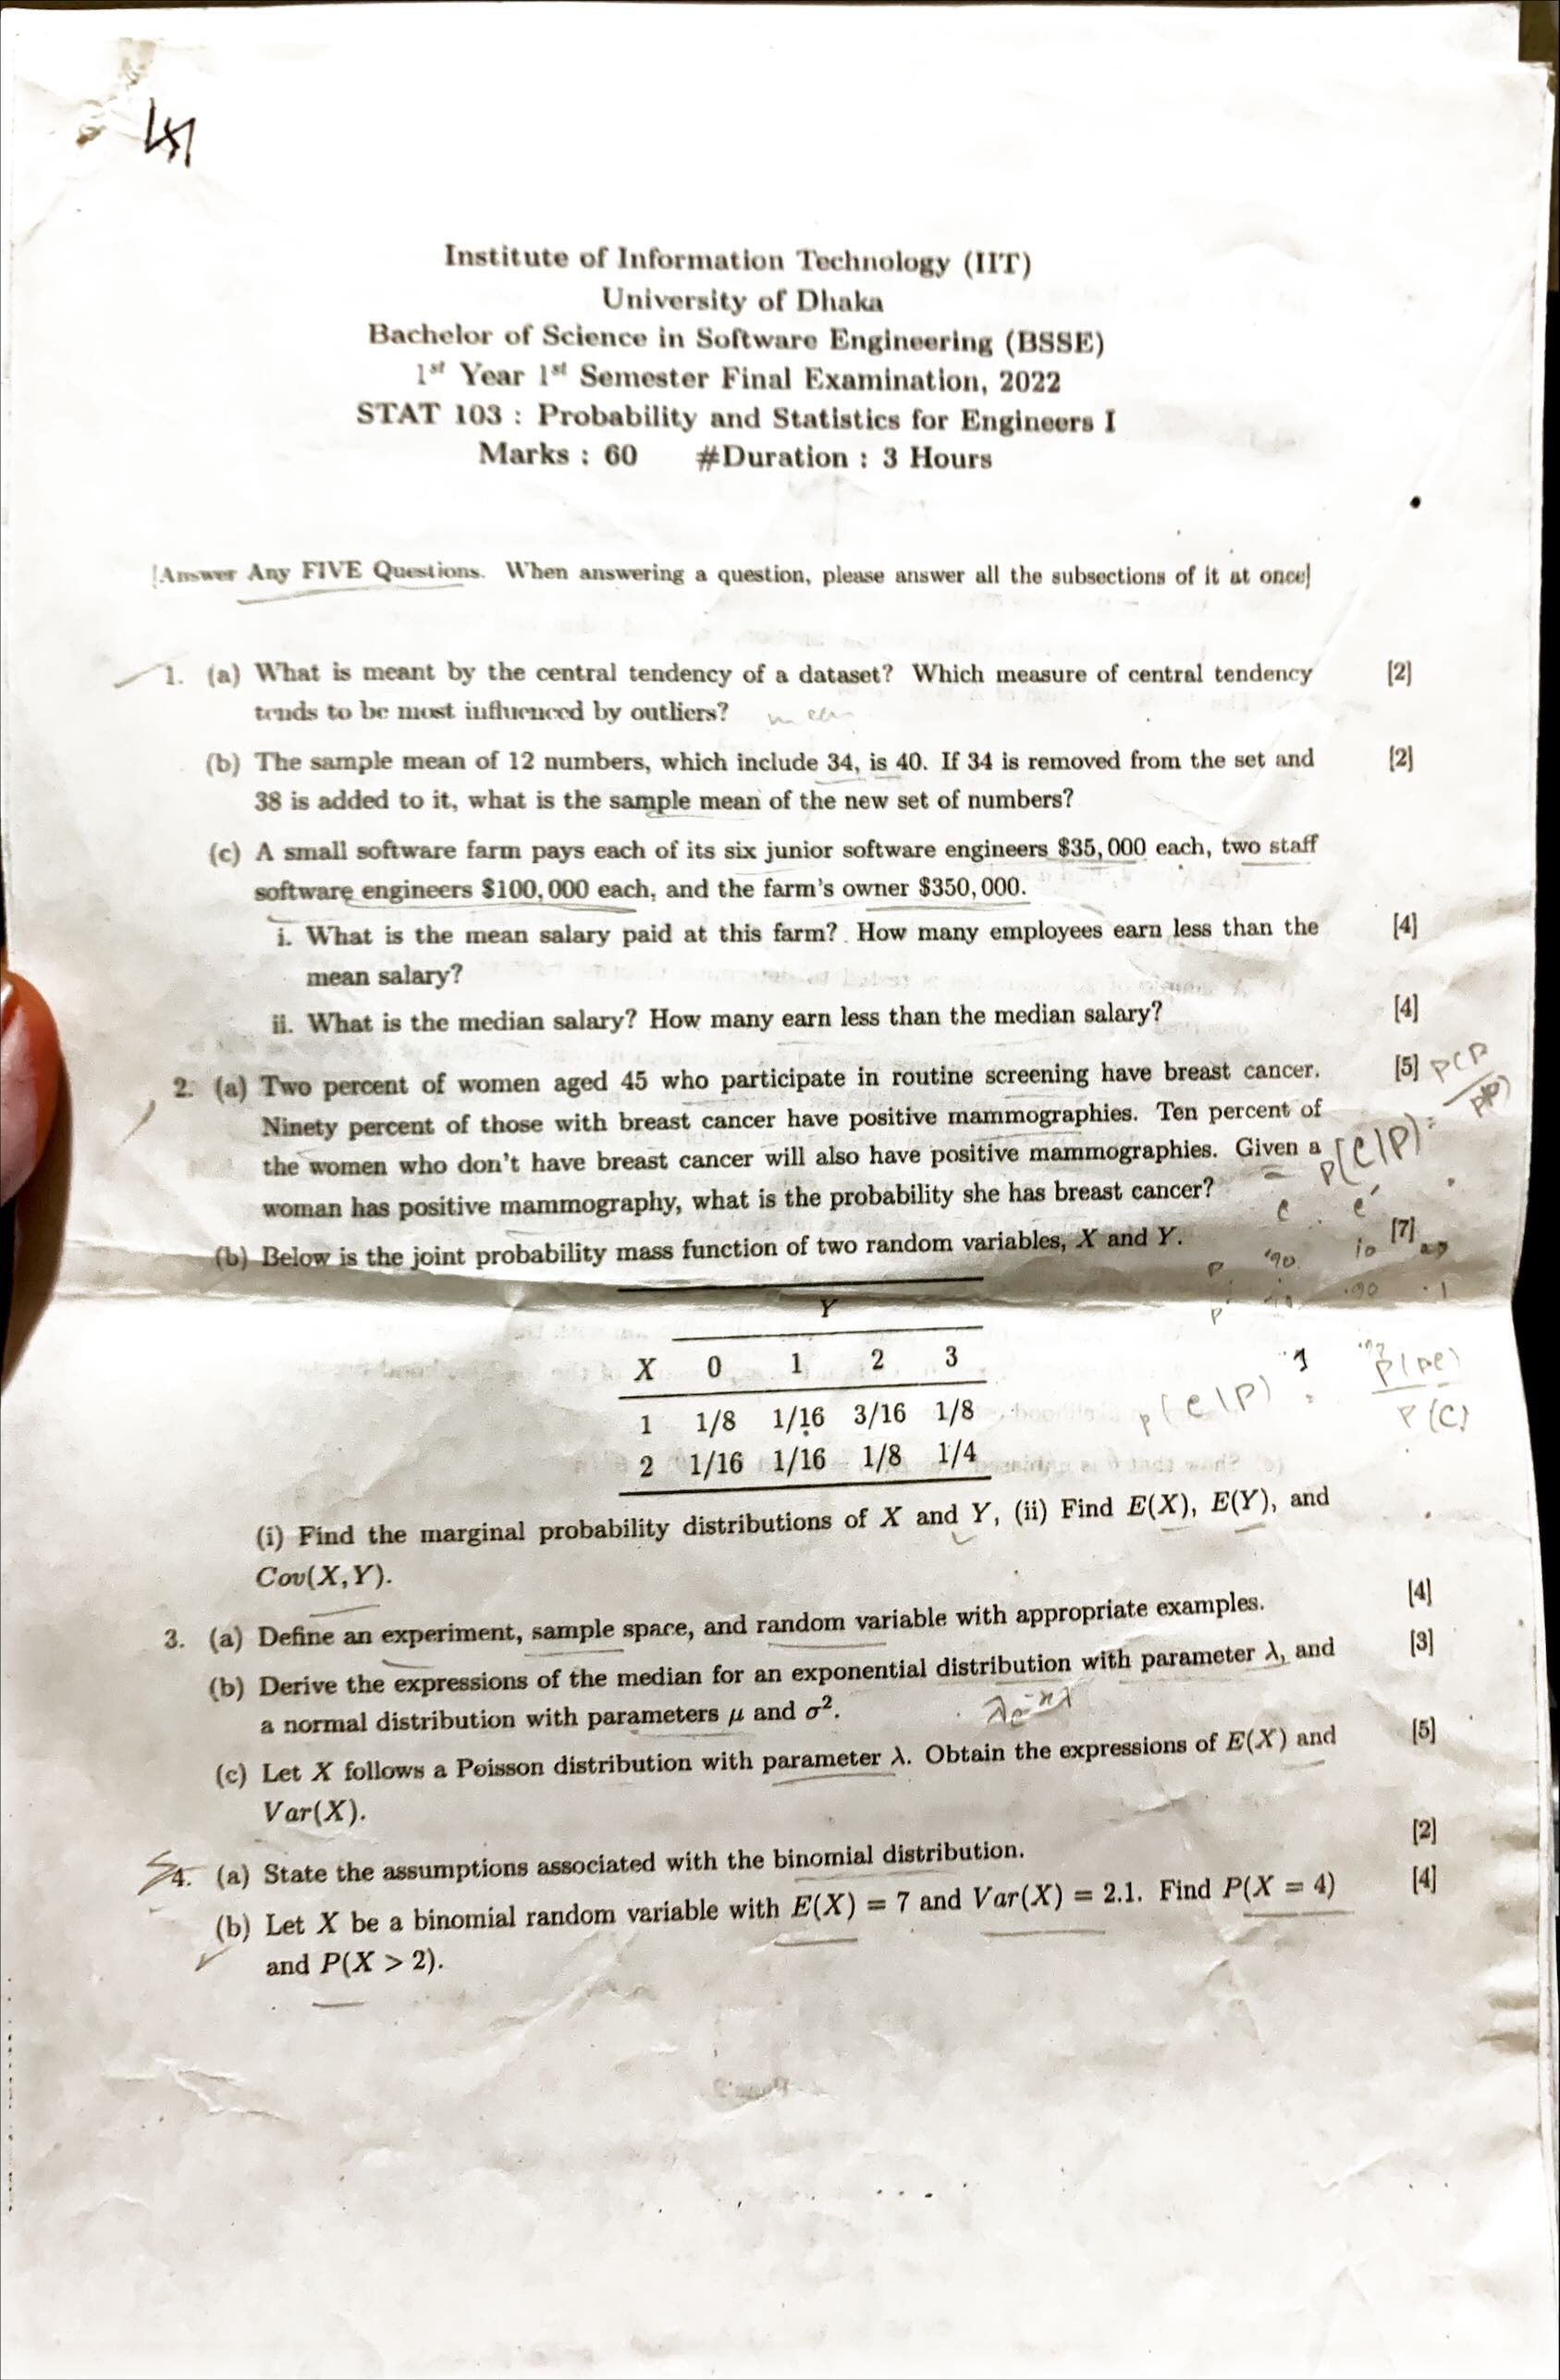 Institute of Information Technology (IIT)
University of Dhaka
Bachelor of Science in Software Engineering (BSSE)
1st Year 1st Semester Final Examination, 2022
STAT 103 : Probability and Statistics for Engineers I
Marks : 60 #Duration : 3 Hours
[Answer Any FIVE Questions. When answering a question, please answer all the subsections of it at once]
1. (a) What is meant by the central tendency of a dataset? Which measure of central tendency [2]
tends to be most influenced by outliers? mean
(b) The sample mean of 12 numbers, which include 34, is 40. If 34 is removed from the set and [2]
38 is added to it, what is the sample mean of the new set of numbers?
(c) A small software farm pays each of its six junior software engineers $35,000 each, two staff
software engineers $100,000 each, and the farm's owner $350,000.
i. What is the mean salary paid at this farm? How many employees earn less than the [4]
mean salary?
ii. What is the median salary? How many earn less than the median salary? [4]
2. (a) Two percent of women aged 45 who participate in routine screening have breast cancer. [5]
Ninety percent of those with breast cancer have positive mammographies. Ten percent of
the women who don't have breast cancer will also have positive mammographies. Given a P(C|P) =
woman has positive mammography, what is the probability she has breast cancer?
(b) Below is the joint probability mass function of two random variables, X and Y. [7]
Y
X 0 1 2 3
1 1/8 1/16 3/16 1/8
2 1/16 1/16 1/8 1/4
P(C|P)
P(C)
(i) Find the marginal probability distributions of X and Y, (ii) Find E(X), E(Y), and
Cov(X,Y).
3. (a) Define an experiment, sample space, and random variable with appropriate examples. [4]
(b) Derive the expressions of the median for an exponential distribution with parameter λ, and [3]
a normal distribution with parameters μ and σ². λe^-xλ
(c) Let X follows a Poisson distribution with parameter λ. Obtain the expressions of E(X) and [5]
Var(X).
4. (a) State the assumptions associated with the binomial distribution. [2]
(b) Let X be a binomial random variable with E(X) = 7 and Var(X) = 2.1. Find P(X = 4) [4]
and P(X > 2).